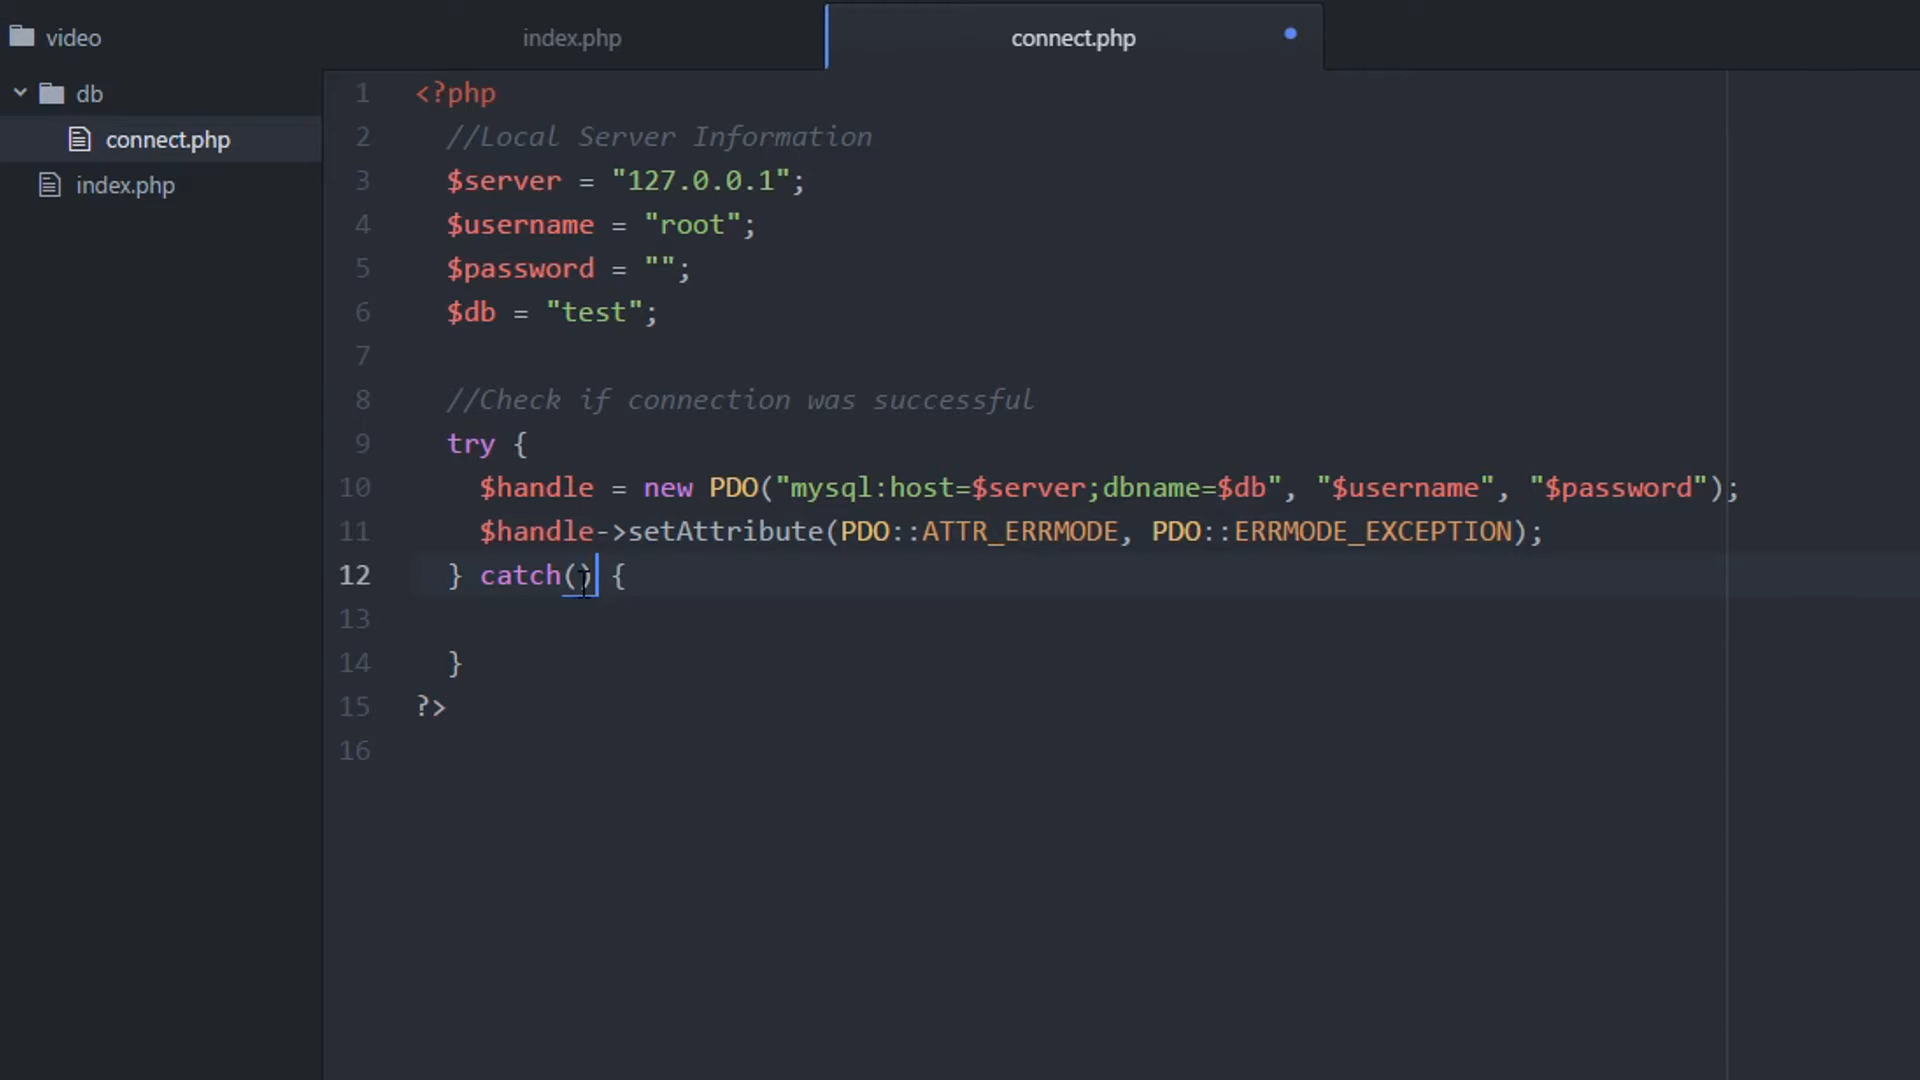 video
db
connect.php
index.php
index.php
connect.php
1 <?php
2 //Local Server Information
3 $server = "127.0.0.1";
4 $username = "root";
5 $password = "";
6 $db = "test";
7
8 //Check if connection was successful
9 try {
10 $handle = new PDO("mysql:host=$server;dbname=$db", "$username", "$password");
11 $handle->setAttribute(PDO::ATTR_ERRMODE, PDO::ERRMODE_EXCEPTION);
12 } catch() {
13
14 }
15 ?>
16